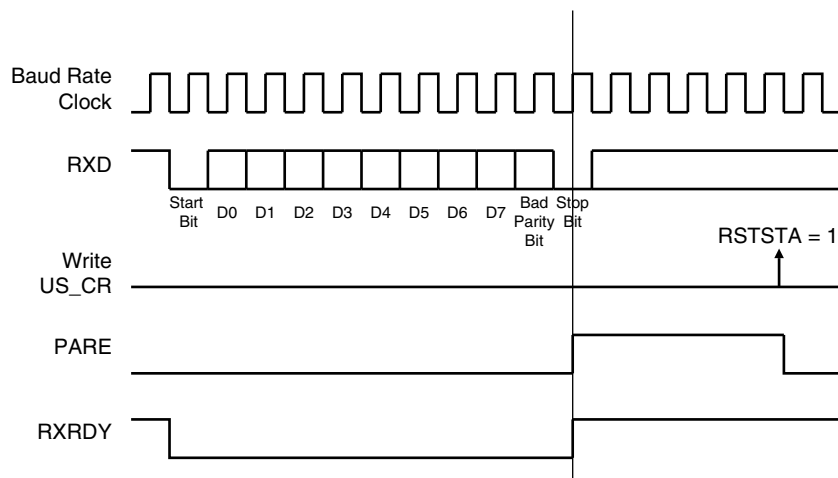 Baud Rate
Clock
RXD
Start
Bit
D0
D1
D2
D3
D4
D5
D6
D7
Bad
Parity
Bit
Stop
Bit
RSTSTA = 1
Write
US_CR
PARE
RXRDY